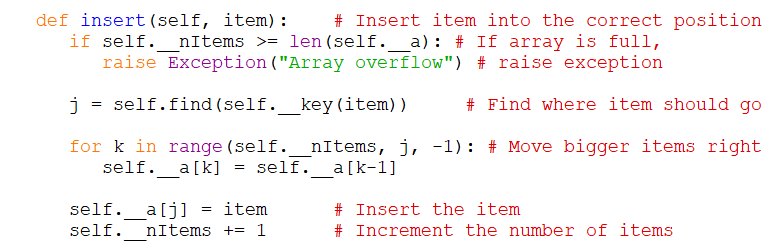 def insert(self, item):    # Insert item into the correct position
   if self.__nItems >= len(self.__a): # If array is full,
      raise Exception("Array overflow") # raise exception

   j = self.find(self.__key(item))     # Find where item should go

   for k in range(self.__nItems, j, -1): # Move bigger items right
      self.__a[k] = self.__a[k-1]

   self.__a[j] = item      # Insert the item
   self.__nItems += 1      # Increment the number of items